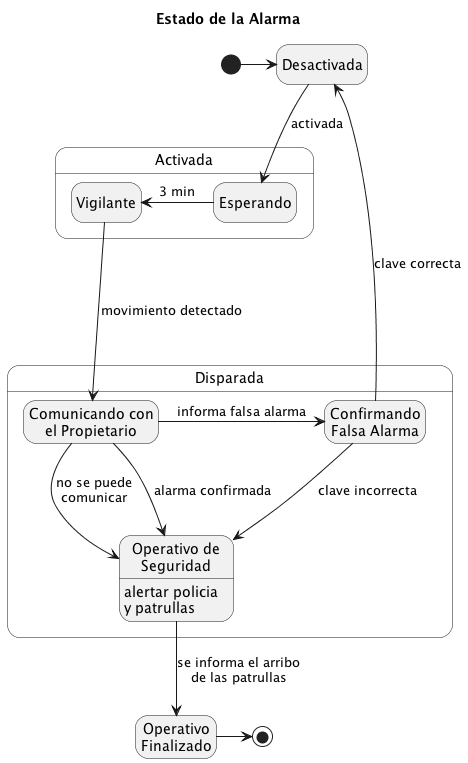 Estado de la Alarma
Desactivada
activada
Activada
Vigilante
3 min
Esperando
clave correcta
movimiento detectado
Disparada
Comunicando con
el Propietario
informa falsa alarma
Confirmando
Falsa Alarma
no se puede
comunicar
alarma confirmada
clave incorrecta
Operativo de
Seguridad
alertar policia
y patrullas
se informa el arribo
de las patrullas
Operativo
Finalizado